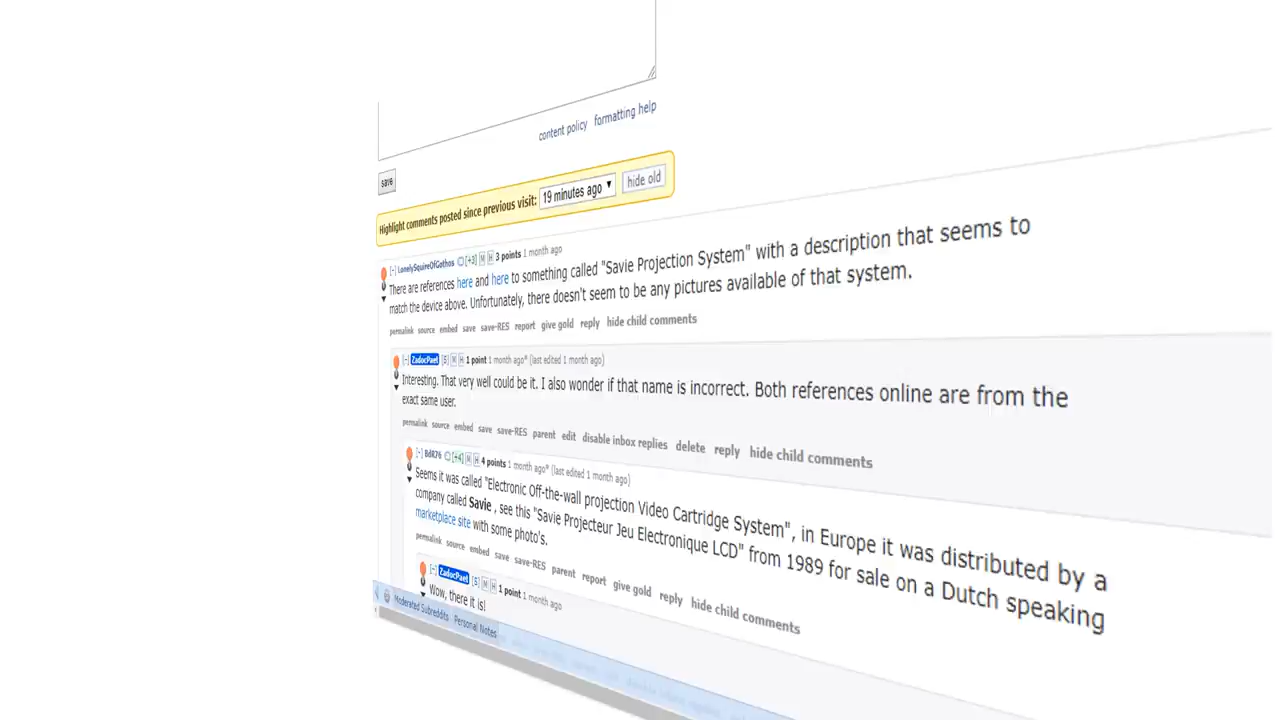 content policy formatting help
save
Highlight comments posted since previous visit: 19 minutes ago ▼ hide old
[-] LonelySquireOfGothos [+3] M H 3 points 1 month ago
There are references here and here to something called "Savie Projection System" with a description that seems to
match the device above. Unfortunately, there doesn't seem to be any pictures available of that system.
permalink source embed save save-RES report give gold reply hide child comments
[-] ZadocPaet [S] M H 1 point 1 month ago* (last edited 1 month ago)
Interesting. That very well could be it. I also wonder if that name is incorrect. Both references online are from the
exact same user.
permalink source embed save save-RES parent edit disable inbox replies delete reply hide child comments
[-] BdR76 [+4] M H 4 points 1 month ago* (last edited 1 month ago)
Seems it was called "Electronic Off-the-wall projection Video Cartridge System", in Europe it was distributed by a
company called Savie , see this "Savie Projecteur Jeu Electronique LCD" from 1989 for sale on a Dutch speaking
marketplace site with some photo's.
permalink source embed save save-RES parent report give gold reply hide child comments
[-] ZadocPaet [S] M H 1 point 1 month ago
Wow, there it is!
Moderated Subreddits Personal Notes